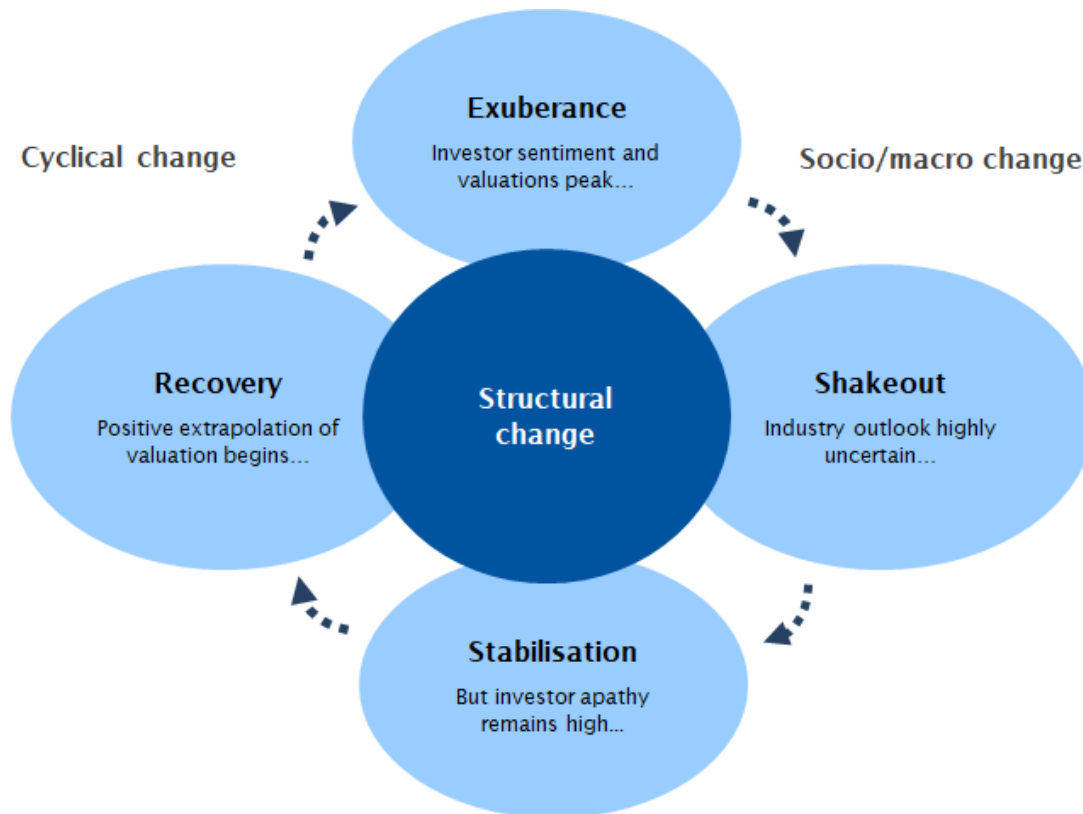 Exuberance
Investor sentiment and
valuations peak…
Cyclical change
Socio/macro change
Recovery
Positive extrapolation of
valuation begins…
Structural
change
Shakeout
Industry outlook highly
uncertain…
Stabilisation
But investor apathy
remains high…